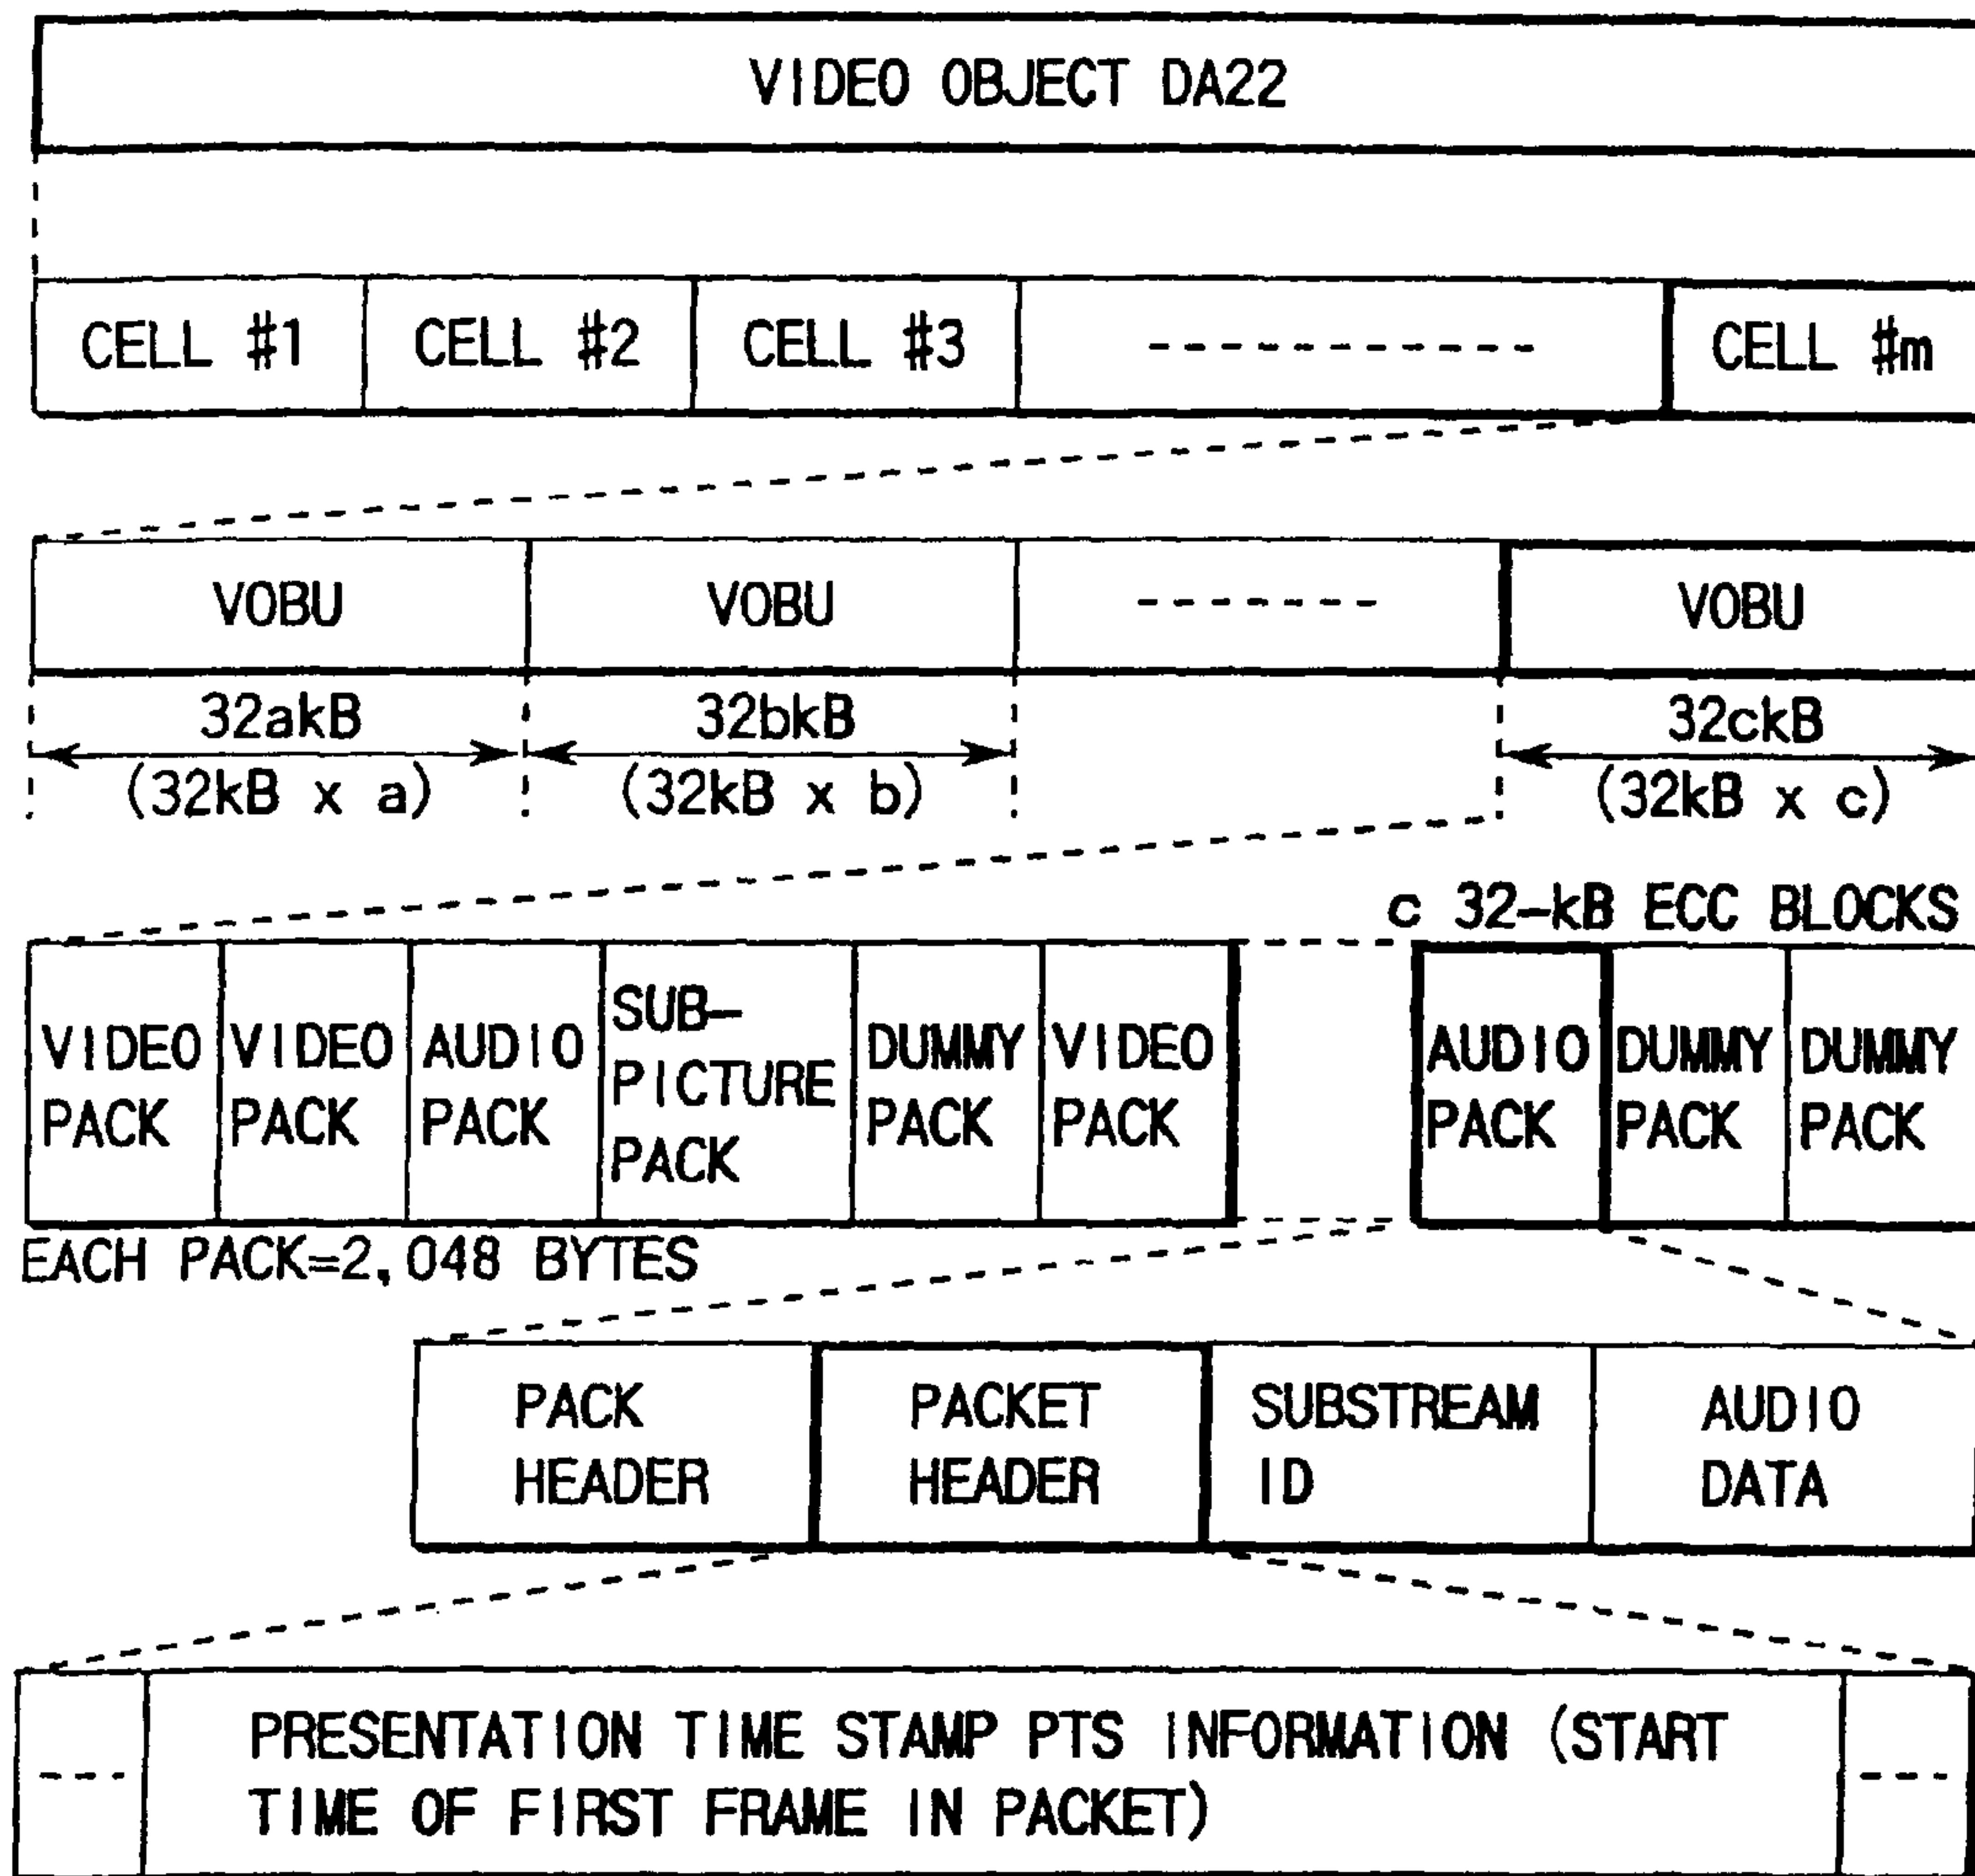 VIDEO OBJECT DA22
CELL #1 CELL #2 CELL #3 ------------ CELL #m
VOBU VOBU -------- VOBU
32akB 32bkB 32ckB
(32kB x a) (32kB x b) (32kB x c)
c 32-kB ECC BLOCKS
VIDEO PACK
VIDEO PACK
AUDIO PACK
SUB-
PICTURE
PACK
DUMMY PACK
VIDEO PACK
AUDIO PACK
DUMMY PACK
DUMMY PACK
EACH PACK=2,048 BYTES
PACK
HEADER
PACKET
HEADER
SUBSTREAM
ID
AUDIO
DATA
--- PRESENTATION TIME STAMP PTS INFORMATION (START
TIME OF FIRST FRAME IN PACKET) ---